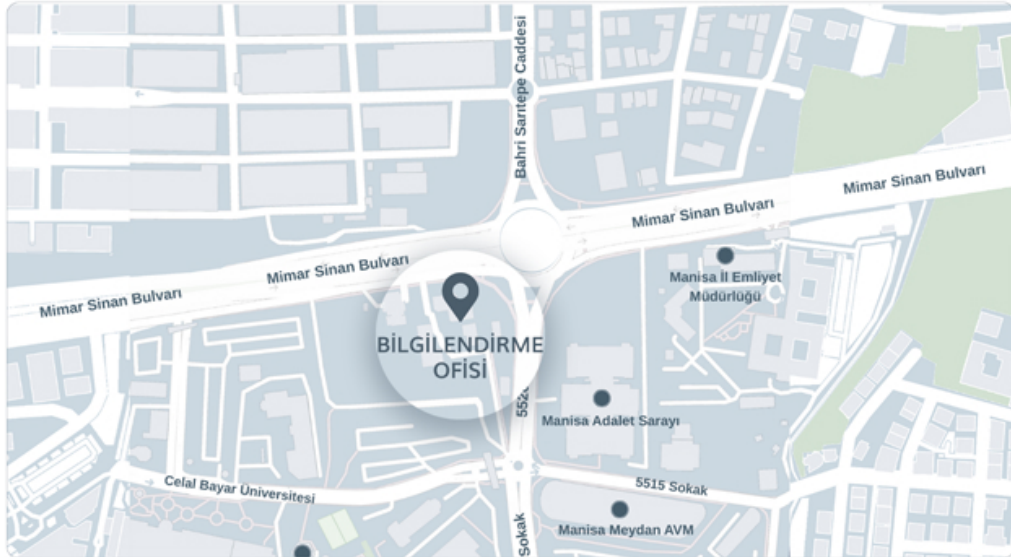 Bahri Sarıtepe Caddesi
Mimar Sinan Bulvarı
Mimar Sinan Bulvarı
Mimar Sinan Bulvarı
Mimar Sinan Bulvarı
Manisa İl Emliyet
Müdürlüğü
BİLGİLENDİRME
OFİSİ
Manisa Adalet Sarayı
Celal Bayar Üniversitesi
5515 Sokak
Manisa Meydan AVM
Sokak